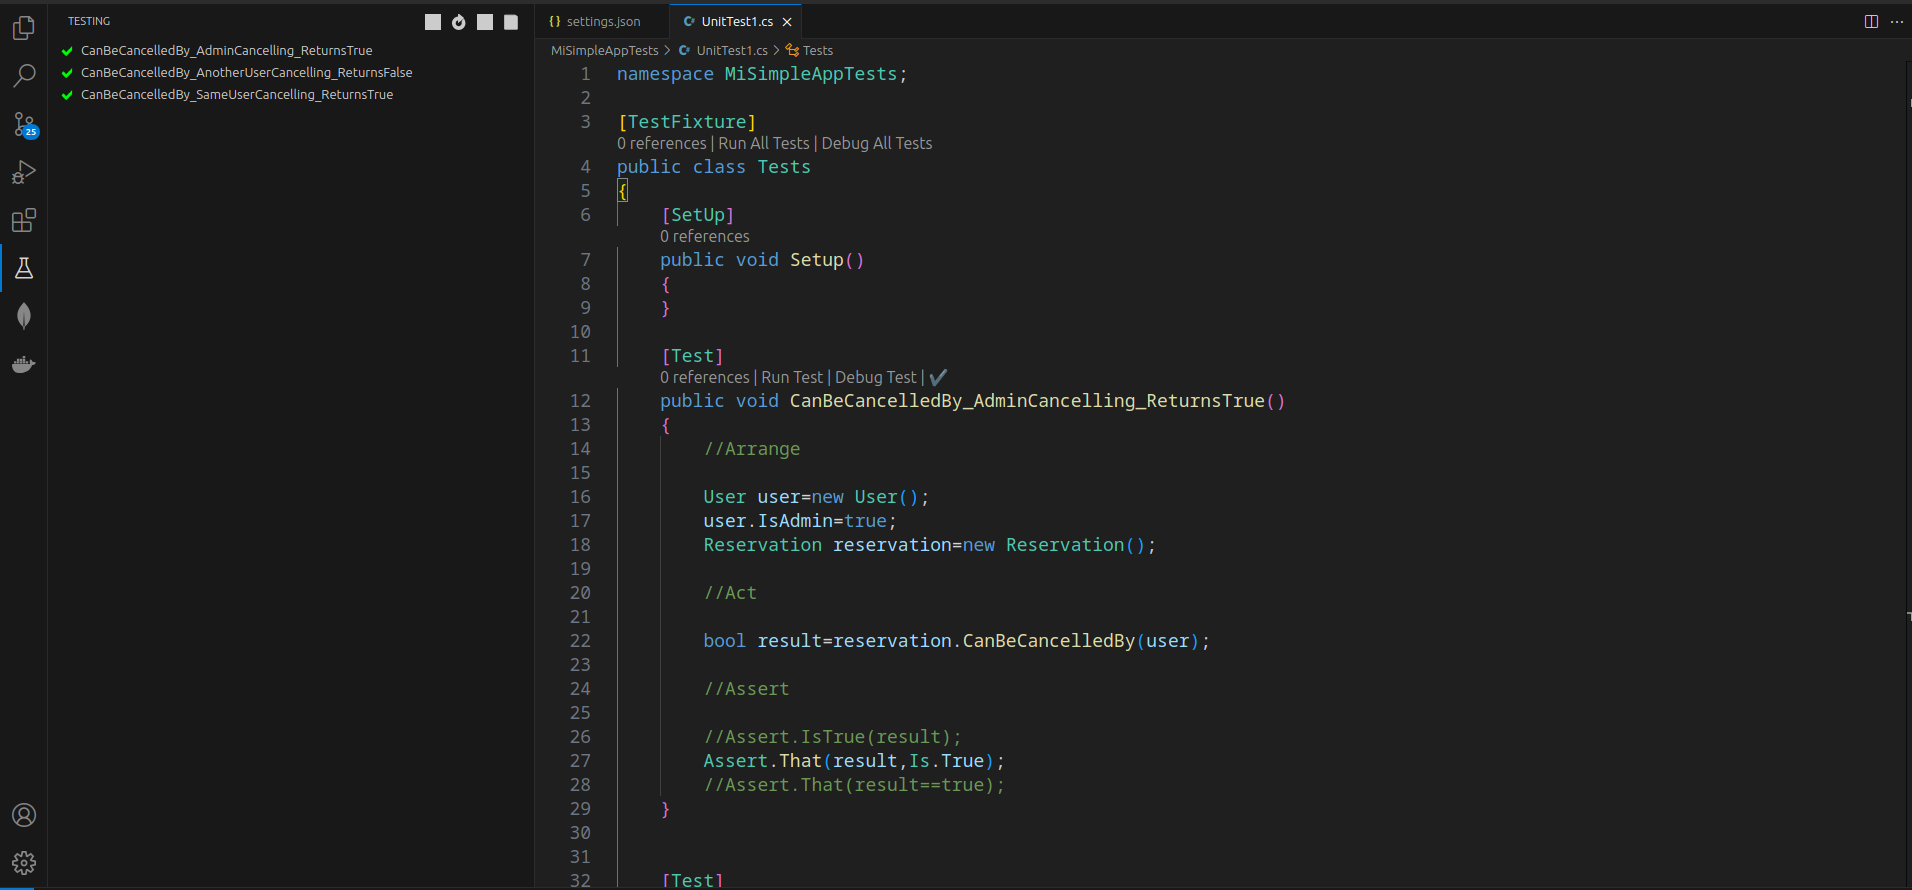 TESTING
CanBeCancelledBy_AdminCancelling_ReturnsTrue
CanBeCancelledBy_AnotherUserCancelling_ReturnsFalse
CanBeCancelledBy_SameUserCancelling_ReturnsTrue
25
{} settings.json
C# UnitTest1.cs ×
MiSimpleAppTests > C# UnitTest1.cs > Tests
1 namespace MiSimpleAppTests;
2
3 [TestFixture]
0 references | Run All Tests | Debug All Tests
4 public class Tests
5 {
6 [SetUp]
0 references
7 public void Setup()
8 {
9 }
10
11 [Test]
0 references | Run Test | Debug Test | ✔
12 public void CanBeCancelledBy_AdminCancelling_ReturnsTrue()
13 {
14 //Arrange
15
16 User user=new User();
17 user.IsAdmin=true;
18 Reservation reservation=new Reservation();
19
20 //Act
21
22 bool result=reservation.CanBeCancelledBy(user);
23
24 //Assert
25
26 //Assert.IsTrue(result);
27 Assert.That(result,Is.True);
28 //Assert.That(result==true);
29 }
30
31
32 [Test]